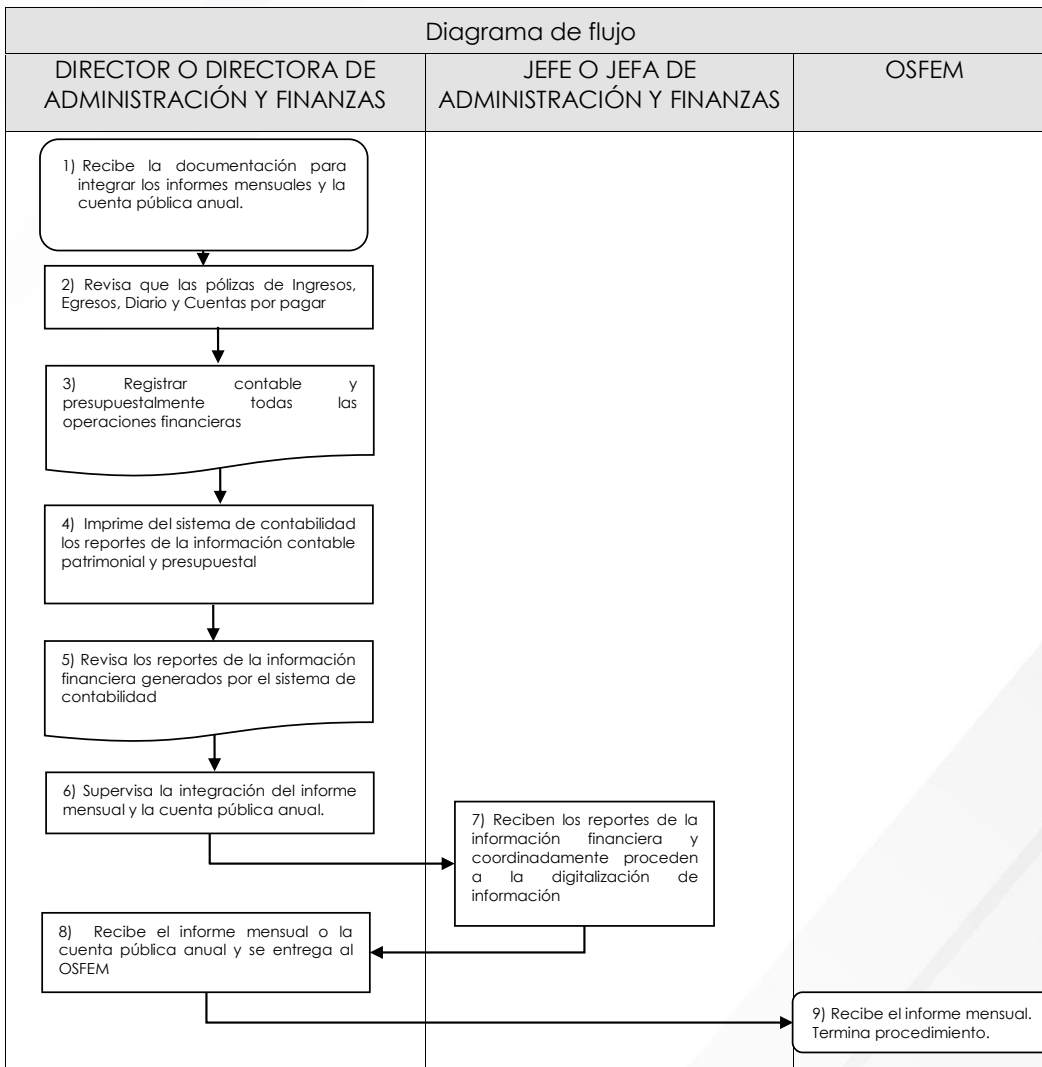 Diagrama de flujo
DIRECTOR O DIRECTORA DE
ADMINISTRACIÓN Y FINANZAS
JEFE O JEFA DE
ADMINISTRACIÓN Y FINANZAS
OSFEM
1) Recibe la documentación para
integrar los informes mensuales y la
cuenta pública anual.
2) Revisa que las pólizas de Ingresos,
Egresos, Diario y Cuentas por pagar
3) Registrar contable y
presupuestalmente todas las
operaciones financieras
4) Imprime del sistema de contabilidad
los reportes de la información contable
patrimonial y presupuestal
5) Revisa los reportes de la información
financiera generados por el sistema de
contabilidad
6) Supervisa la integración del informe
mensual y la cuenta pública anual.
7) Reciben los reportes de la
información financiera y
coordinadamente proceden
a la digitalización de
información
8) Recibe el informe mensual o la
cuenta pública anual y se entrega al
OSFEM
9) Recibe el informe mensual.
Termina procedimiento.